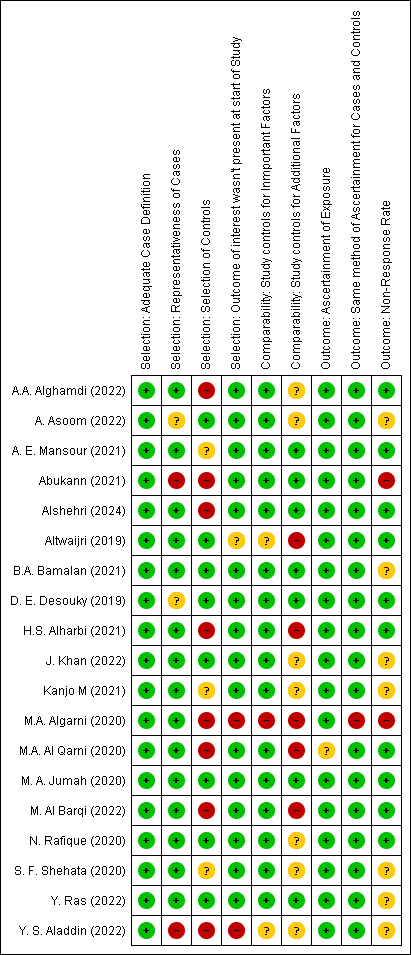 Selection: Adequate Case Definition
Selection: Representativeness of Cases
Selection: Selection of Controls
Selection: Outcome of interest wasn't present at start of Study
Comparability: Study controls for Inmportant Factors
Comparability: Study controls for Additional Factors
Outcome: Ascertainment of Exposure
Outcome: Same method of Ascertainment for Cases and Controls
Outcome: Non-Response Rate
A.A. Alghamdi (2022) + + - + + ? + + +
A. Asoom (2022) + ? + + + ? + + ?
A. E. Mansour (2021) + + ? + + + + + +
Abukann (2021) + - - + + + + + -
Alshehri (2024) + + - + + + + + +
Altwaijri (2019) + + + ? ? - + + +
B.A. Bamalan (2021) + + + + + + + + ?
D. E. Desouky (2019) + ? + + + + + + +
H.S. Alharbi (2021) + + - + + - + + +
J. Khan (2022) + + + + + ? + + ?
Kanjo M (2021) + + ? + + ? + + ?
M.A. Algarni (2020) + + - - - - + - -
M.A. Al Qarni (2020) + + - + + - ? + +
M. A. Jumah (2020) + + + + + + + + +
M. Al Barqi (2022) + + - + + - + + +
N. Rafique (2020) + + + + + ? + + +
S. F. Shehata (2020) + + ? + + ? + + ?
Y. Ras (2022) + + + + + + + + ?
Y. S. Aladdin (2022) + - - - ? ? + + ?